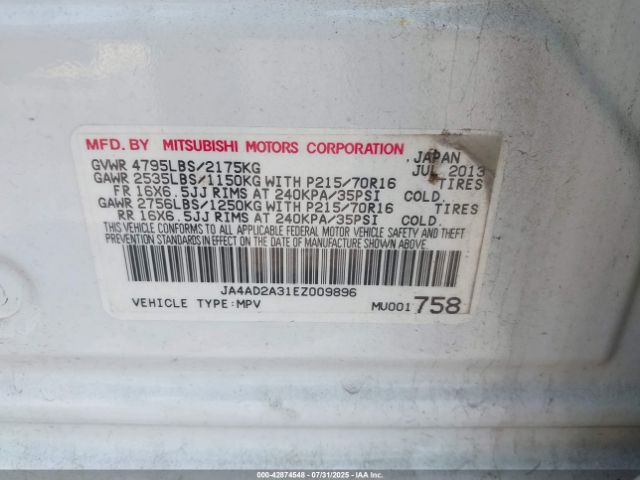 MFD. BY MITSUBISHI MOTORS CORPORATION JAPAN
GVWR 4795LBS/2175KG JUL 2013
GAWR 2535LBS/1150KG WITH P215/70R16 TIRES
FR 16X6.5JJ RIMS AT 240KPA/35PSI COLD
GAWR 2756LBS/1250KG WITH P215/70R16 TIRES
RR 16X6.5JJ RIMS AT 240KPA/35PSI COLD
THIS VEHICLE CONFORMS TO ALL APPLICABLE FEDERAL MOTOR VEHICLE SAFETY AND THEFT
PREVENTION STANDARDS IN EFFECT ON THE DATE OF MANUFACTURE SHOWN ABOVE.
JA4AD2A31EZ009896
VEHICLE TYPE:MPV MU001758
000-42874548 - 07/31/2025 - © IAA Holdings, LLC